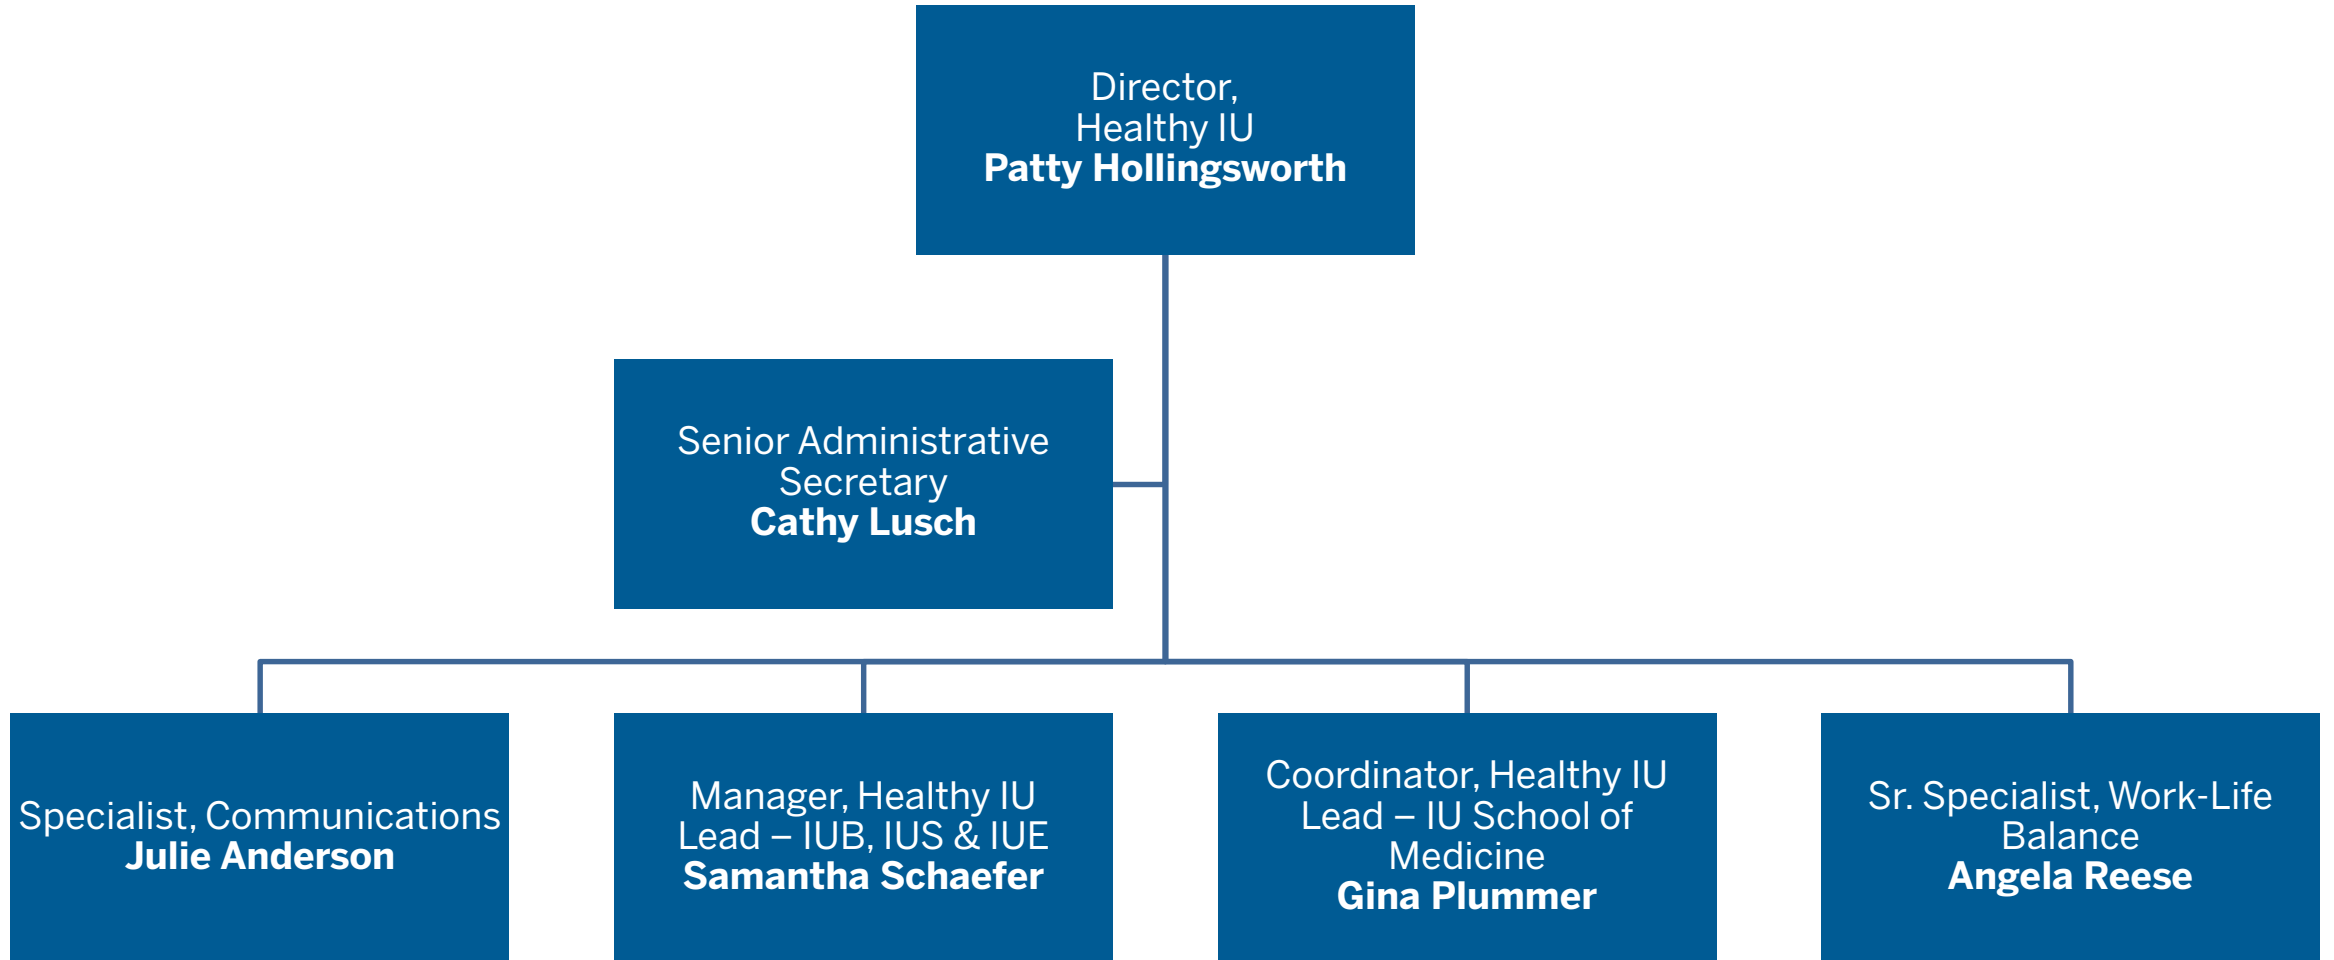 Director,
Healthy IU
Patty Hollingsworth
Senior Administrative
Secretary
Cathy Lusch
Specialist, Communications
Julie Anderson
Manager, Healthy IU
Lead – IUB, IUS & IUE
Samantha Schaefer
Coordinator, Healthy IU
Lead – IU School of
Medicine
Gina Plummer
Sr. Specialist, Work-Life
Balance
Angela Reese